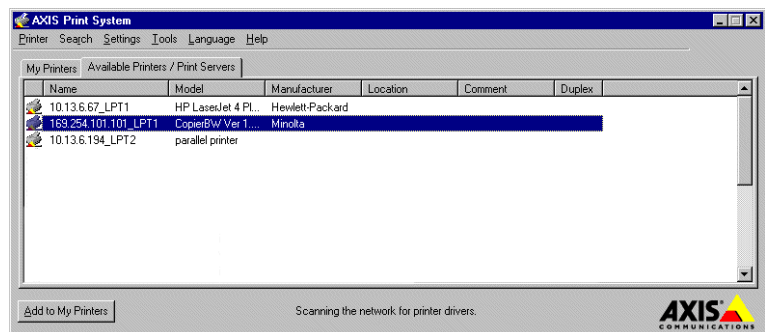 AXIS Print System
Printer Search Settings Tools Language Help
My Printers Available Printers / Print Servers
Name Model Manufacturer Location Comment Duplex
10.13.6.67_LPT1 HP LaserJet 4 Pl... Hewlett-Packard
169.254.101.101_LPT1 CopierBW Ver 1.... Minolta
10.13.6.194_LPT2 parallel printer
Add to My Printers Scanning the network for printer drivers.
AXIS
COMMUNICATIONS